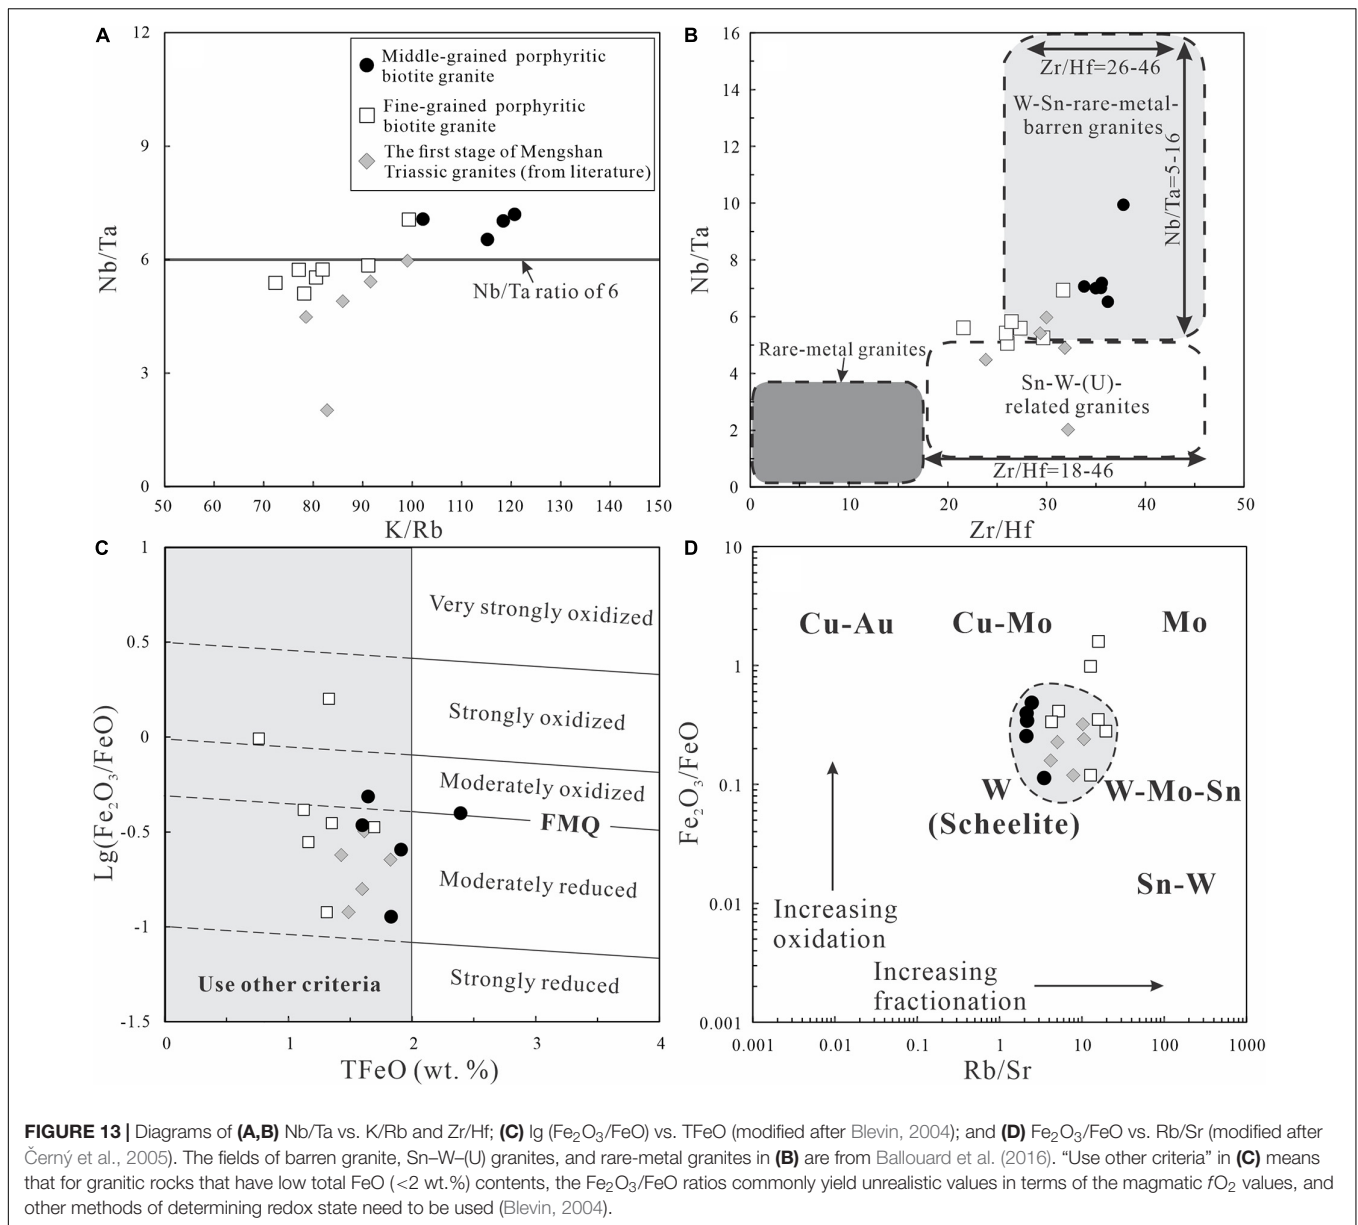 A
12
9
6
3
0
Nb/Ta
Middle-grained porphyritic
biotite granite
Fine-grained porphyritic
biotite granite
The first stage of Mengshan
Triassic granites (from literature)
Nb/Ta ratio of 6
50 60 70 80 90 100 110 120 130 140 150
K/Rb
B
16
14
12
10
8
6
4
2
0
Nb/Ta
Zr/Hf=26-46
W-Sn-rare-metal-
barren granites
Nb/Ta=5-16
Rare-metal granites
Sn-W-(U)-
related granites
Zr/Hf=18-46
0 10 20 30 40 50
Zr/Hf
C
1
0.5
0
-0.5
-1
-1.5
Lg(Fe₂O₃/FeO)
Very strongly oxidized
Strongly oxidized
Moderately oxidized
FMQ
Moderately reduced
Strongly reduced
Use other criteria
0 1 2 3 4
TFeO (wt. %)
D
10
1
0.1
0.01
0.001
Fe₂O₃/FeO
Cu-Au Cu-Mo Mo
W W-Mo-Sn
(Scheelite)
Sn-W
Increasing
oxidation
Increasing
fractionation
0.001 0.01 0.1 1 10 100 1000
Rb/Sr
FIGURE 13 | Diagrams of (A,B) Nb/Ta vs. K/Rb and Zr/Hf; (C) lg (Fe₂O₃/FeO) vs. TFeO (modified after Blevin, 2004); and (D) Fe₂O₃/FeO vs. Rb/Sr (modified after
Černý et al., 2005). The fields of barren granite, Sn–W–(U) granites, and rare-metal granites in (B) are from Ballouard et al. (2016). “Use other criteria” in (C) means
that for granitic rocks that have low total FeO (<2 wt.%) contents, the Fe₂O₃/FeO ratios commonly yield unrealistic values in terms of the magmatic fO₂ values, and
other methods of determining redox state need to be used (Blevin, 2004).